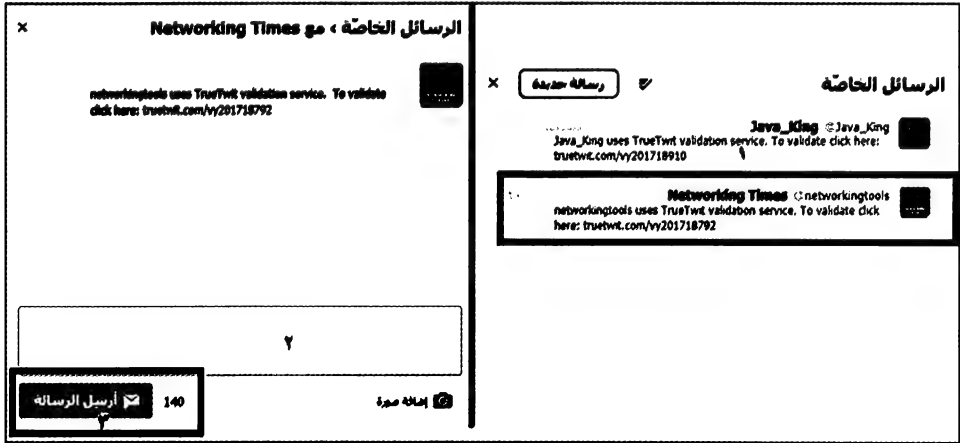 الرسائل الخاصّة
رسالة جديدة
×
Java_King @Java_King
Java_King uses TrueTwit validation service. To validate click here:
truetwit.com/vy201718910
١
Networking Times @networkingtools
networkingtools uses TrueTwit validation service. To validate click
here: truetwit.com/vy201718792
الرسائل الخاصّة › مع Networking Times
×
networkingtools uses TrueTwit validation service. To validate
click here: truetwit.com/vy201718792
٢
إضافة صورة
140
أرسِل الرسالة
٣